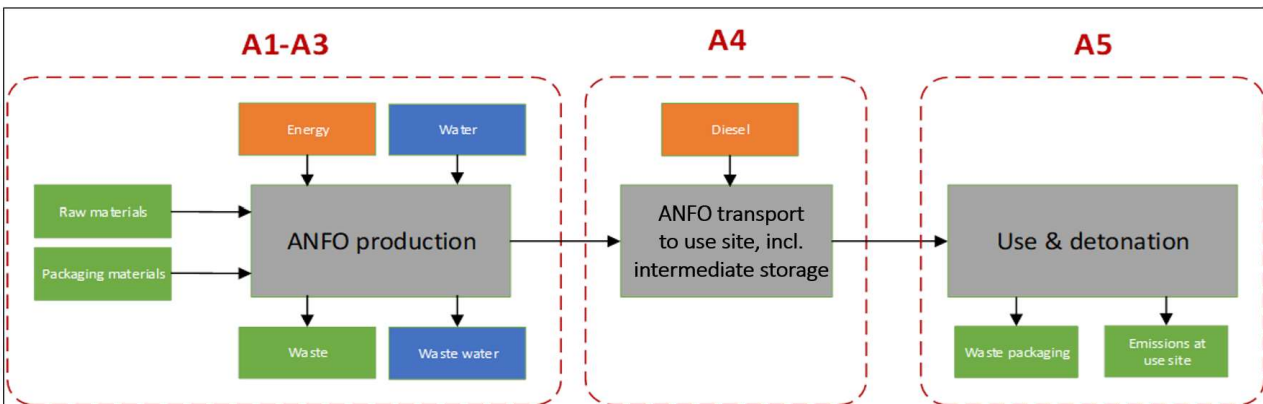 A1-A3
A4
A5
Energy
Water
Diesel
Raw materials
Packaging materials
ANFO production
ANFO transport
to use site, incl.
intermediate storage
Use & detonation
Waste
Waste water
Waste packaging
Emissions at
use site